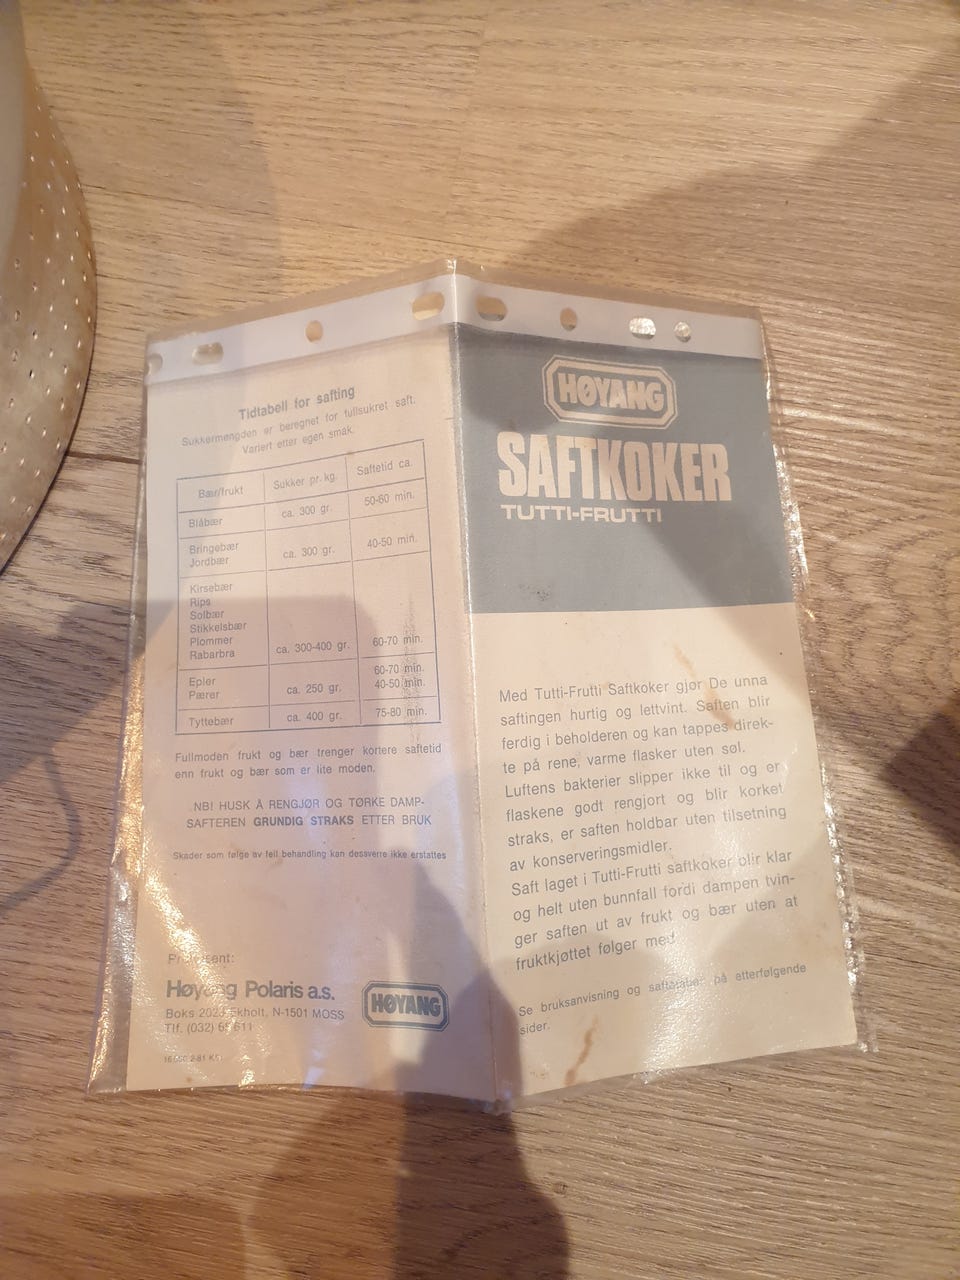 Tidtabell for safting
Sukkermengden er beregnet for fullsukret saft.
Variert etter egen smak.
Bær/frukt Sukker pr. kg. Saftetid ca.
Blåbær ca. 300 gr. 50-60 min.
Bringebær
Jordbær ca. 300 gr. 40-50 min.
Kirsebær
Rips
Solbær
Stikkelsbær
Plommer
Rabarbra ca. 300-400 gr. 60-70 min.
Epler 60-70 min.
Pærer ca. 250 gr. 40-50 min.
Tyttebær ca. 400 gr. 75-80 min.
Fullmoden frukt og bær trenger kortere saftetid
enn frukt og bær som er lite moden.
NB! HUSK Å RENGJØR OG TØRKE DAMP-
SAFTEREN GRUNDIG STRAKS ETTER BRUK
Skader som følge av feil behandling kan desverre ikke erstattes
Produsent:
Høyang Polaris a.s.
Boks 2023 Ekholt, N-1501 MOSS
Tlf. (032)
HØYANG
HØYANG
SAFTKOKER
TUTTI-FRUTTI
Med Tutti-Frutti Saftkoker gjør De unna
saftingen hurtig og lettvint. Saften blir
ferdig i beholderen og kan tappes direk-
te på rene, varme flasker uten søl.
Luftens bakterier slipper ikke til og er
flaskene godt rengjort og blir korket
straks, er saften holdbar uten tilsetning
av konserveringsmidler.
Saft laget i Tutti-Frutti saftkoker blir klar
og helt uten bunnfall fordi dampen tvin-
ger saften ut av frukt og bær uten at
fruktkjøttet følger med.
Se bruksanvisning og saftetabell på etterfølgende
sider.